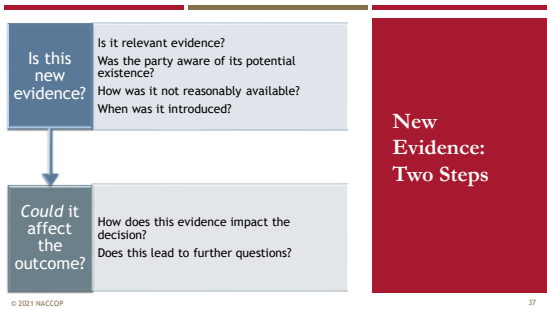 Is this
new
evidence?
Is it relevant evidence?
Was the party aware of its potential
existence?
How was it not reasonably available?
When was it introduced?
Could it
affect
the
outcome?
How does this evidence impact the
decision?
Does this lead to further questions?
New
Evidence:
Two Steps
© 2021 NACCOP
37